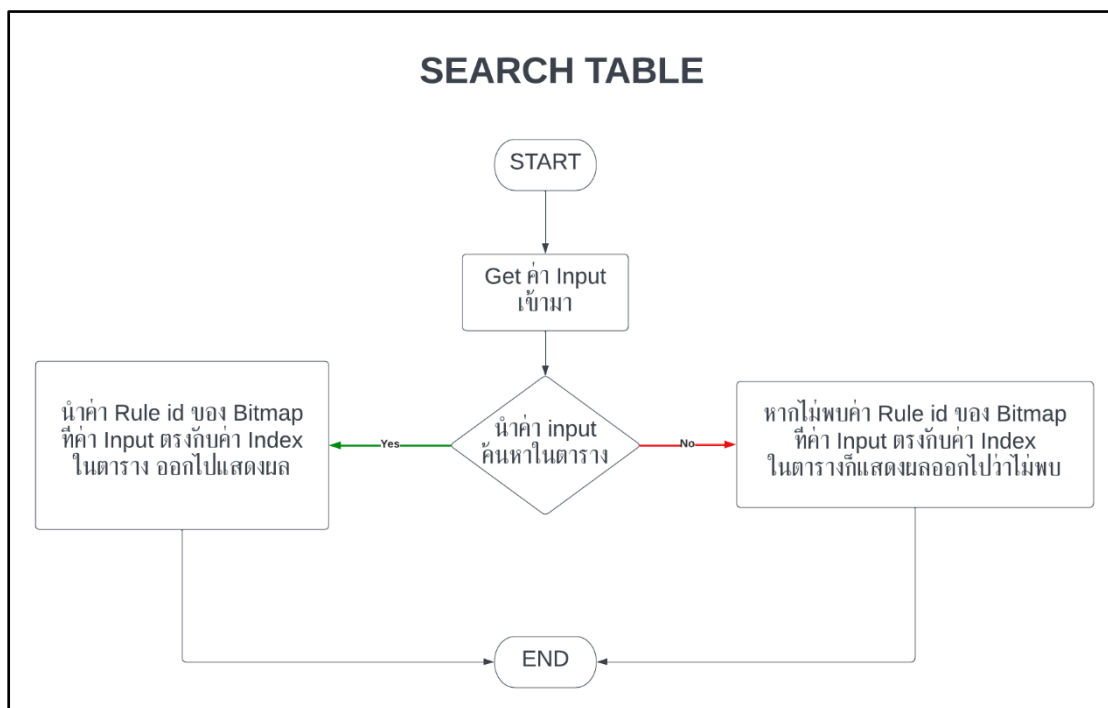 SEARCH TABLE
START
Get ค่า Input
เข้ามา
นำค่า input
ค้นหาในตาราง
Yes
No
นำค่า Rule id ของ Bitmap
ที่ค่า Input ตรงกับค่า Index
ในตาราง ออกไปแสดงผล
หากไม่พบค่า Rule id ของ Bitmap
ที่ค่า Input ตรงกับค่า Index
ในตารางก็แสดงผลออกไปว่าไม่พบ
END